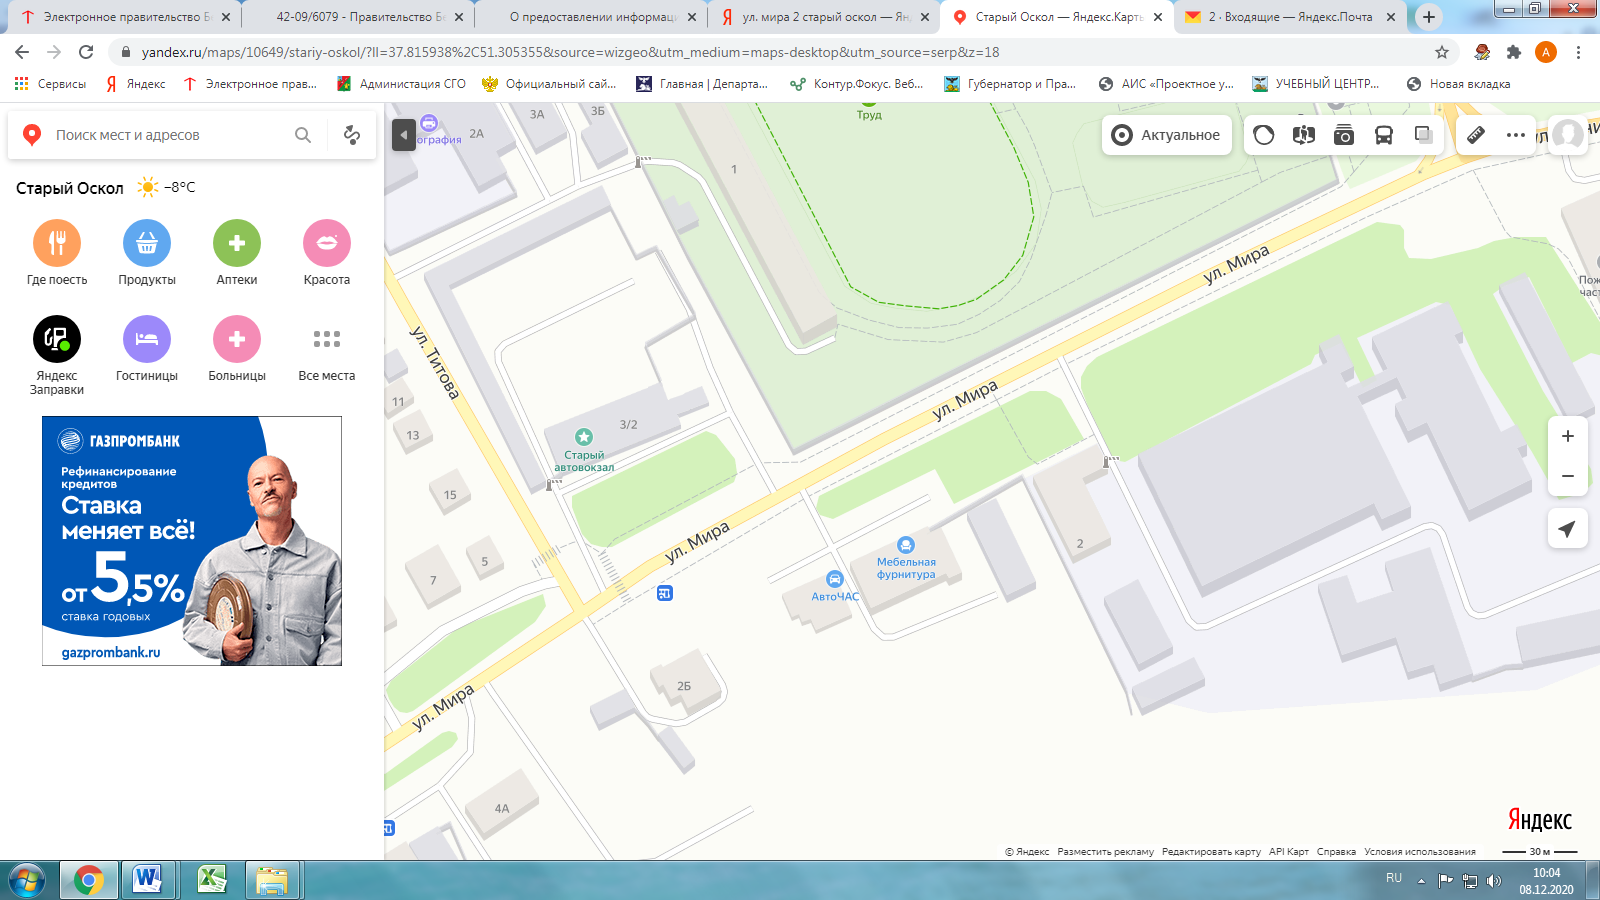 Электронное правительство Бе
42-09/6079 - Правительство Бе
О предоставлении информаци
ул. мира 2 старый оскол — Ян
Старый Оскол — Яндекс.Карты
2 · Входящие — Яндекс.Почта
yandex.ru/maps/10649/stariy-oskol/?ll=37.815938%2C51.305355&source=wizgeo&utm_medium=maps-desktop&utm_source=serp&z=18
А
Сервисы
Яндекс
Электронное прав...
Администация СГО
Официальный сай...
Главная | Департа...
Контур.Фокус. Веб...
Губернатор и Пра...
АИС «Проектное у...
УЧЕБНЫЙ ЦЕНТР...
Новая вкладка
Поиск мест и адресов
Старый Оскол
–8°C
Где поесть
Продукты
Аптеки
Красота
Яндекс
Заправки
Гостиницы
Больницы
Все места
ГАЗПРОМБАНК
Рефинансирование
кредитов
Ставка
меняет всё!
от 5,5%
ставка годовых
gazprombank.ru
Актуальное
ография
2А
3А
3Б
Труд
1
ул. Мира
Пож
част
ул. Титова
ул. Мира
11
13
3/2
Старый
автовокзал
15
ул. Мира
2
5
7
Мебельная
фурнитура
АвтоЧАС
2Б
ул. Мира
4А
Яндекс
© Яндекс
Разместить рекламу
Редактировать карту
API Карт
Справка
Условия использования
30 м
RU
10:04
08.12.2020